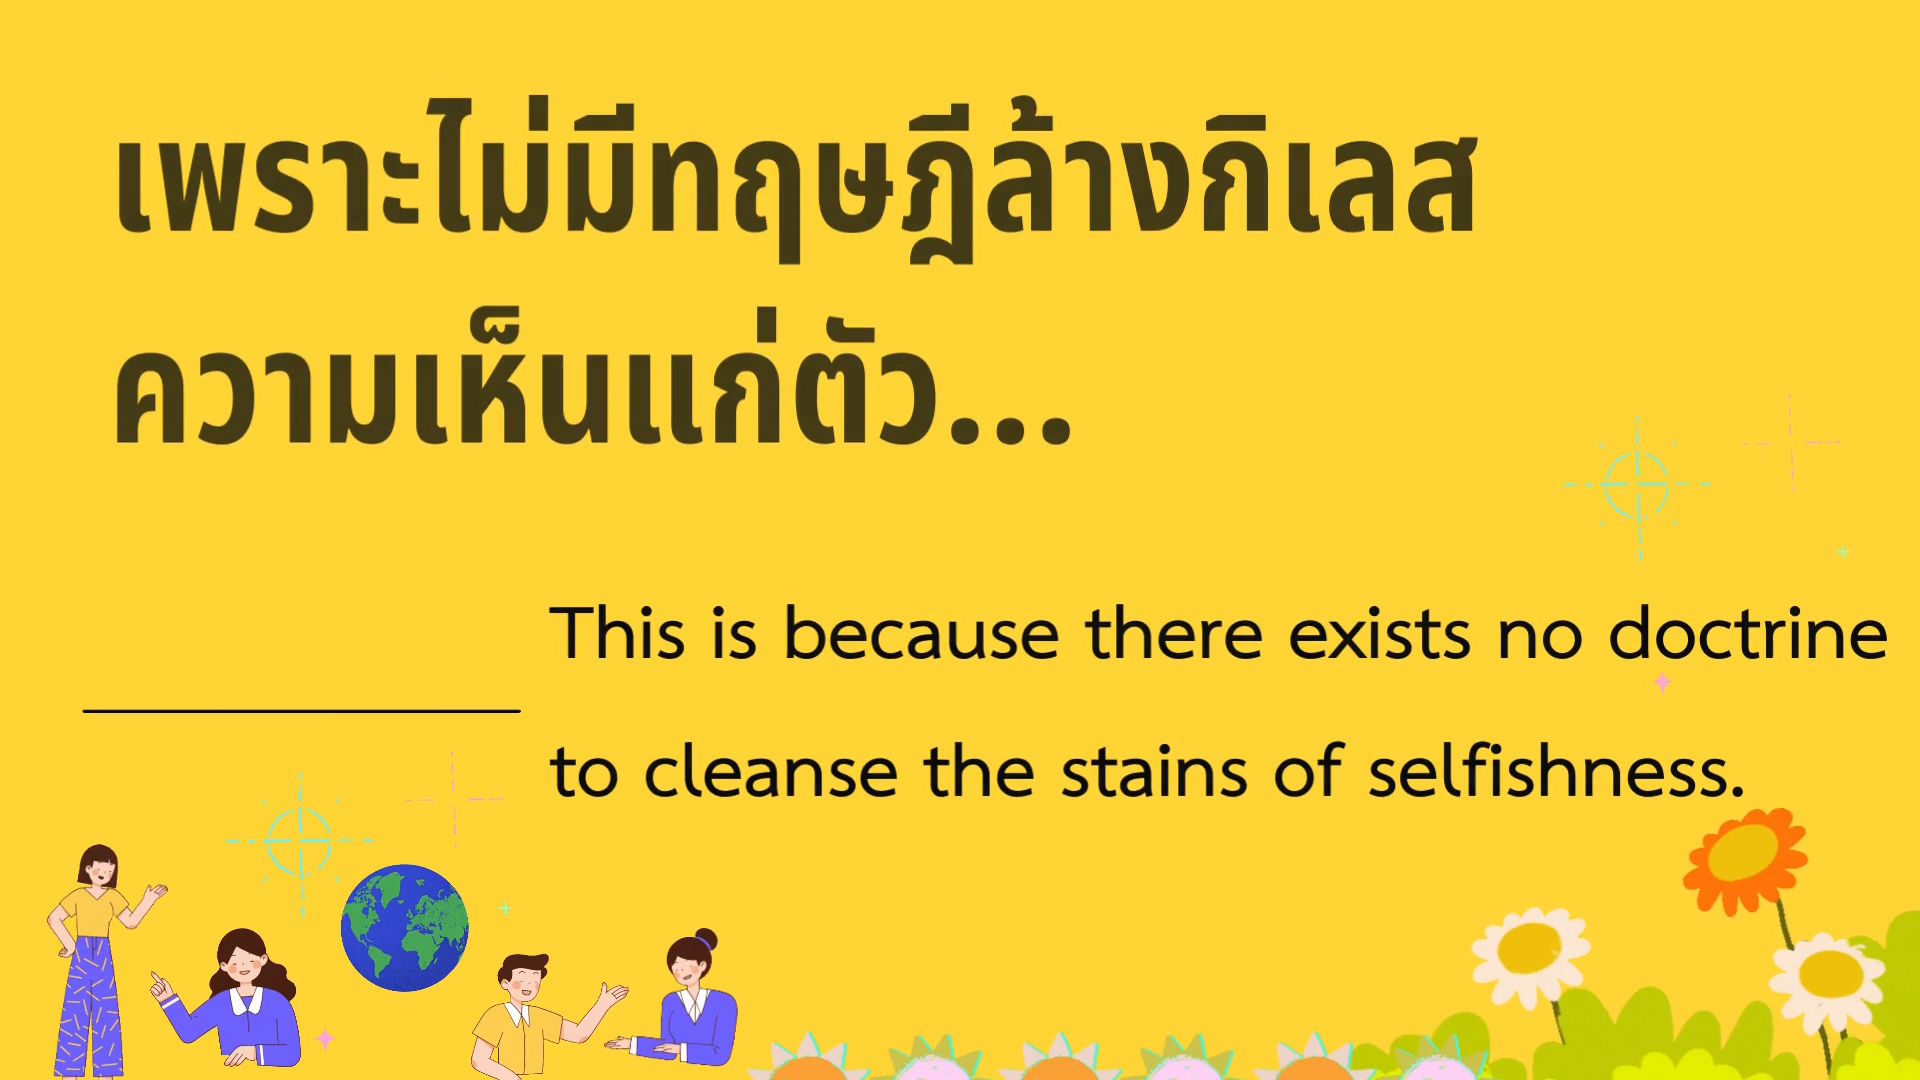 เพราะไม่มีทฤษฎีล้างกิเลส
ความเห็นแก่ตัว...
This is because there exists no doctrine
to cleanse the stains of selfishness.